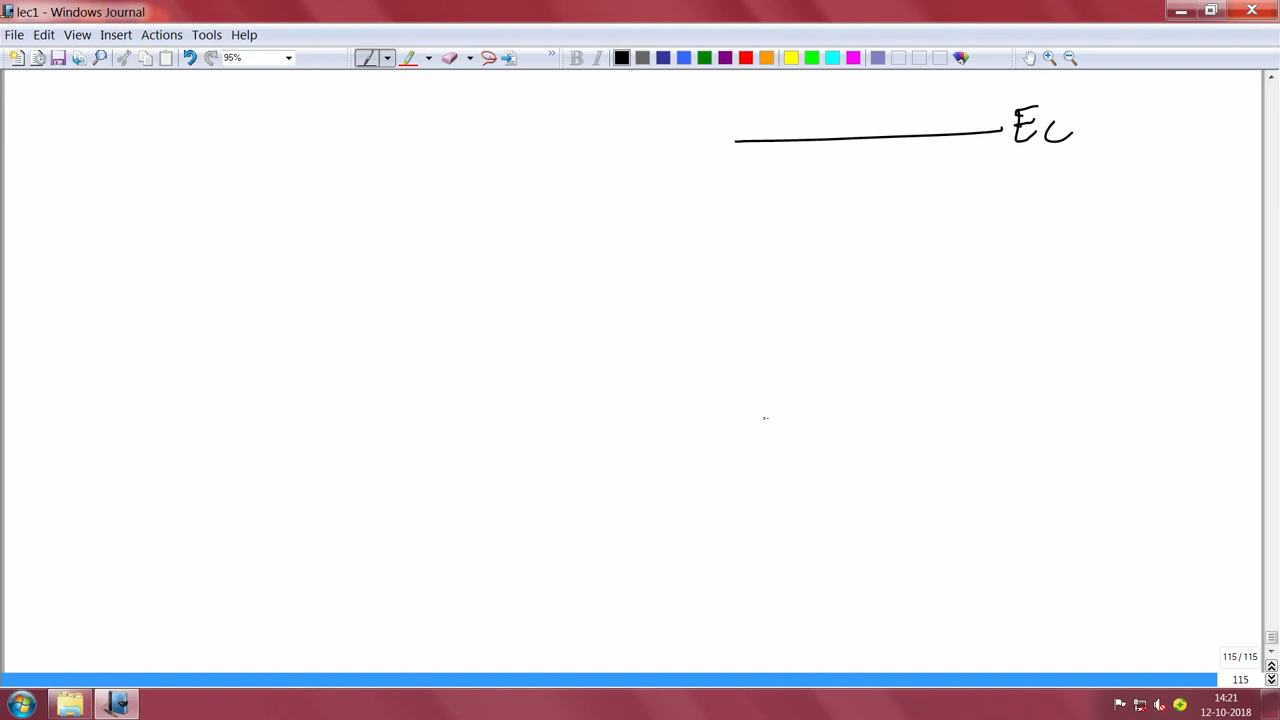 lec1 - Windows Journal
File Edit View Insert Actions Tools Help
95%
B I
EC
115 / 115
115
14:21
12-10-2018